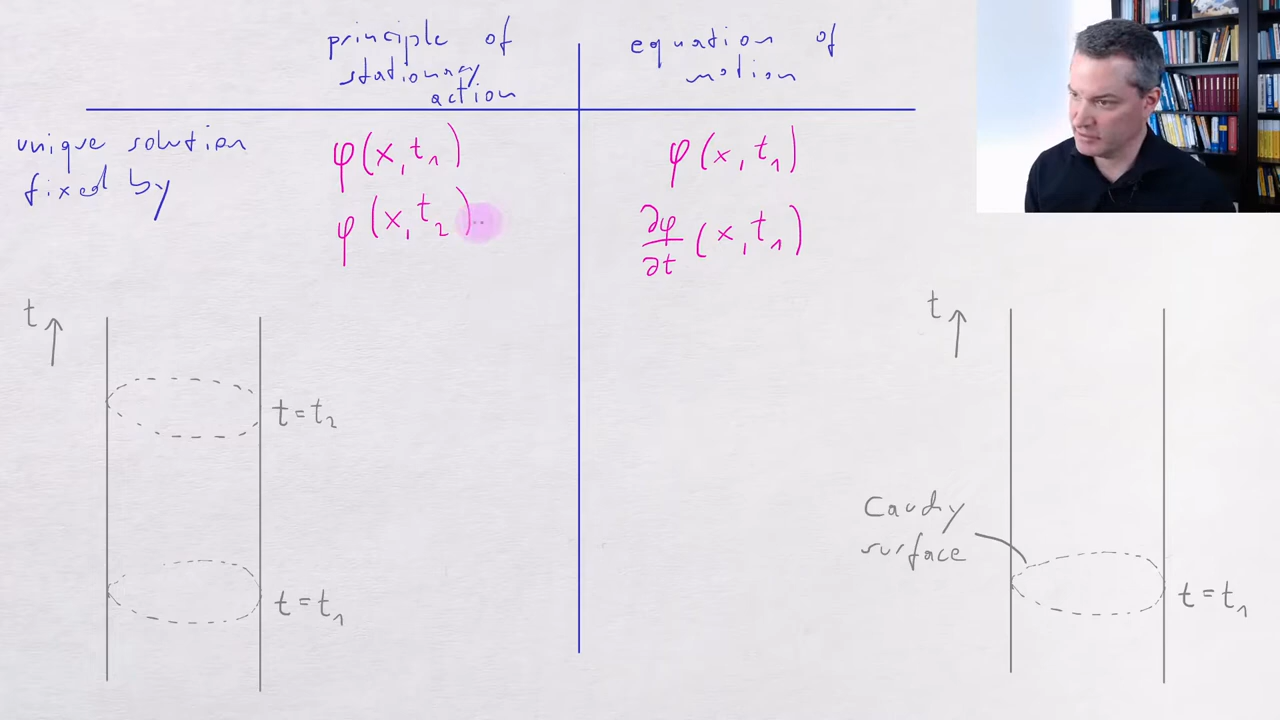 principle of
stationary
action
equation of
motion
unique solution
fixed by
φ(x,t₁)
φ(x,t₂)
φ(x,t₁)
∂φ/∂t (x,t₁)
t
t=t₂
t=t₁
t
Cauchy
surface
t=t₁